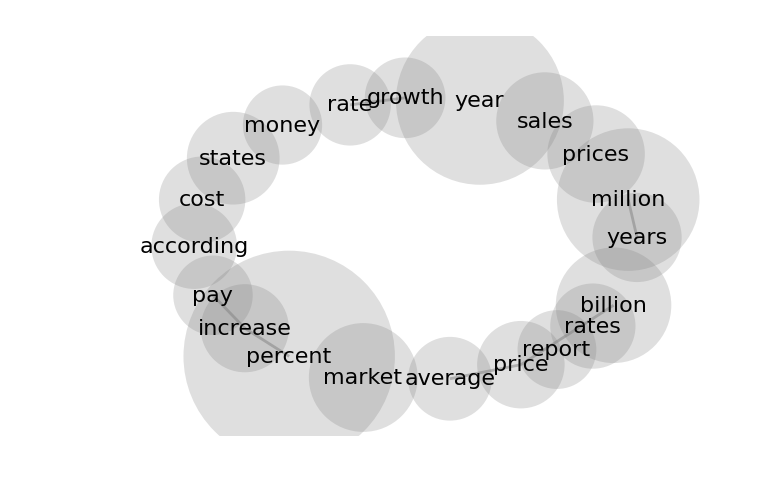 growth
year
rate
sales
money
prices
states
cost
million
years
according
pay
billion
increase
rates
report
percent
price
market
average